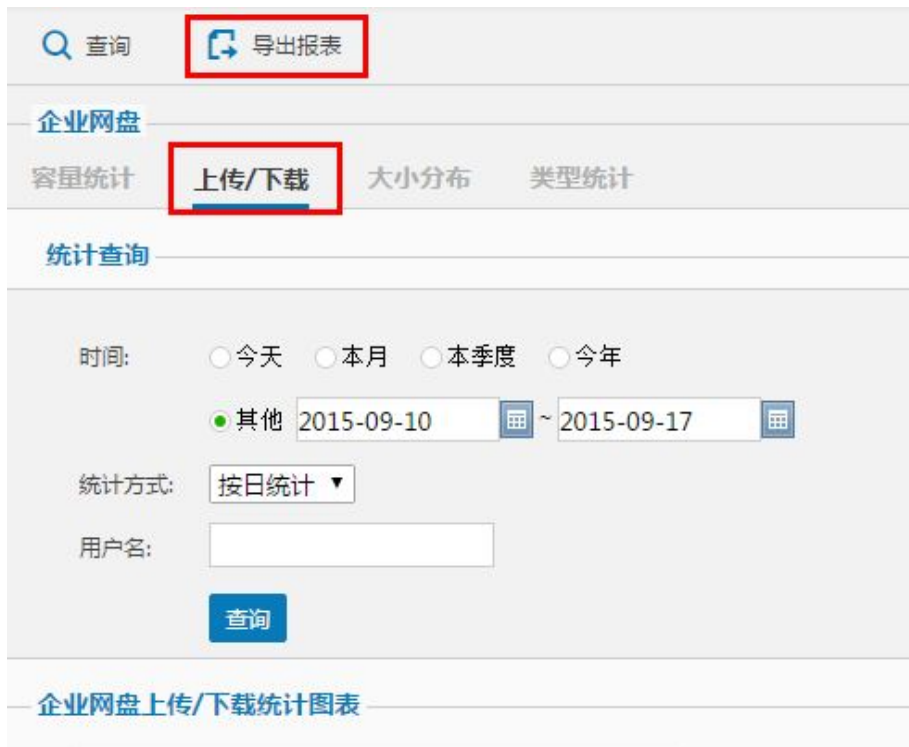 查询 导出报表
企业网盘
容量统计 上传/下载 大小分布 类型统计
统计查询
时间: 今天 本月 本季度 今年
其他 2015-09-10 ~ 2015-09-17
统计方式: 按日统计
用户名:
查询
企业网盘上传/下载统计图表